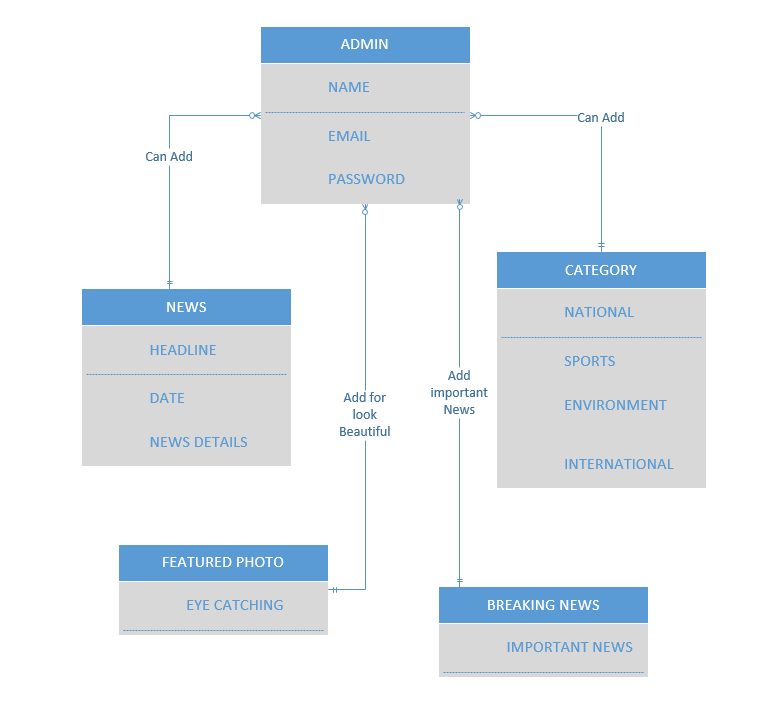 ADMIN
NAME
EMAIL
PASSWORD
Can Add
Can Add
NEWS
HEADLINE
DATE
NEWS DETAILS
CATEGORY
NATIONAL
SPORTS
ENVIRONMENT
INTERNATIONAL
Add for
look
Beautiful
Add
important
News
FEATURED PHOTO
EYE CATCHING
BREAKING NEWS
IMPORTANT NEWS